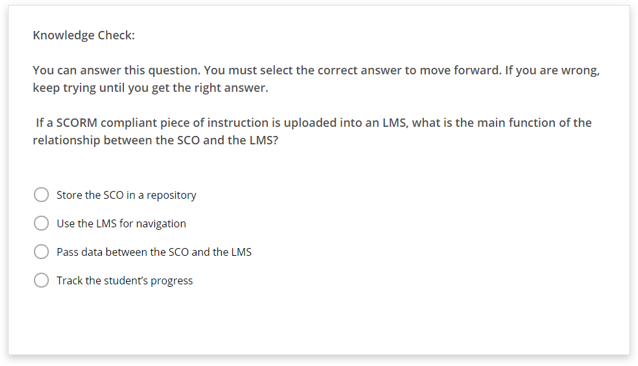 Knowledge Check:
You can answer this question. You must select the correct answer to move forward. If you are wrong,
keep trying until you get the right answer.
If a SCORM compliant piece of instruction is uploaded into an LMS, what is the main function of the
relationship between the SCO and the LMS?
Store the SCO in a repository
Use the LMS for navigation
Pass data between the SCO and the LMS
Track the student's progress